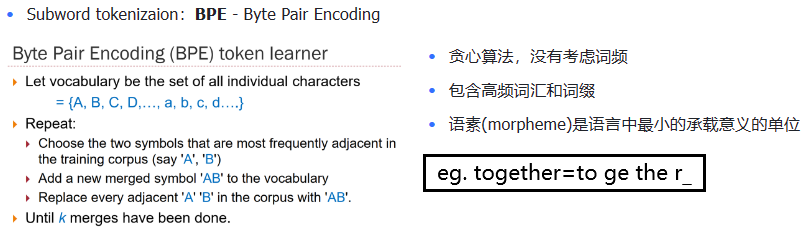 Subword tokenizaion：BPE - Byte Pair Encoding
Byte Pair Encoding (BPE) token learner
Let vocabulary be the set of all individual characters
= {A, B, C, D,…, a, b, c, d….}
Repeat:
Choose the two symbols that are most frequently adjacent in
the training corpus (say 'A', 'B')
Add a new merged symbol 'AB' to the vocabulary
Replace every adjacent 'A' 'B' in the corpus with 'AB'.
Until k merges have been done.
贪心算法，没有考虑词频
包含高频词汇和词缀
语素(morpheme)是语言中最小的承载意义的单位
eg. together=to ge the r_